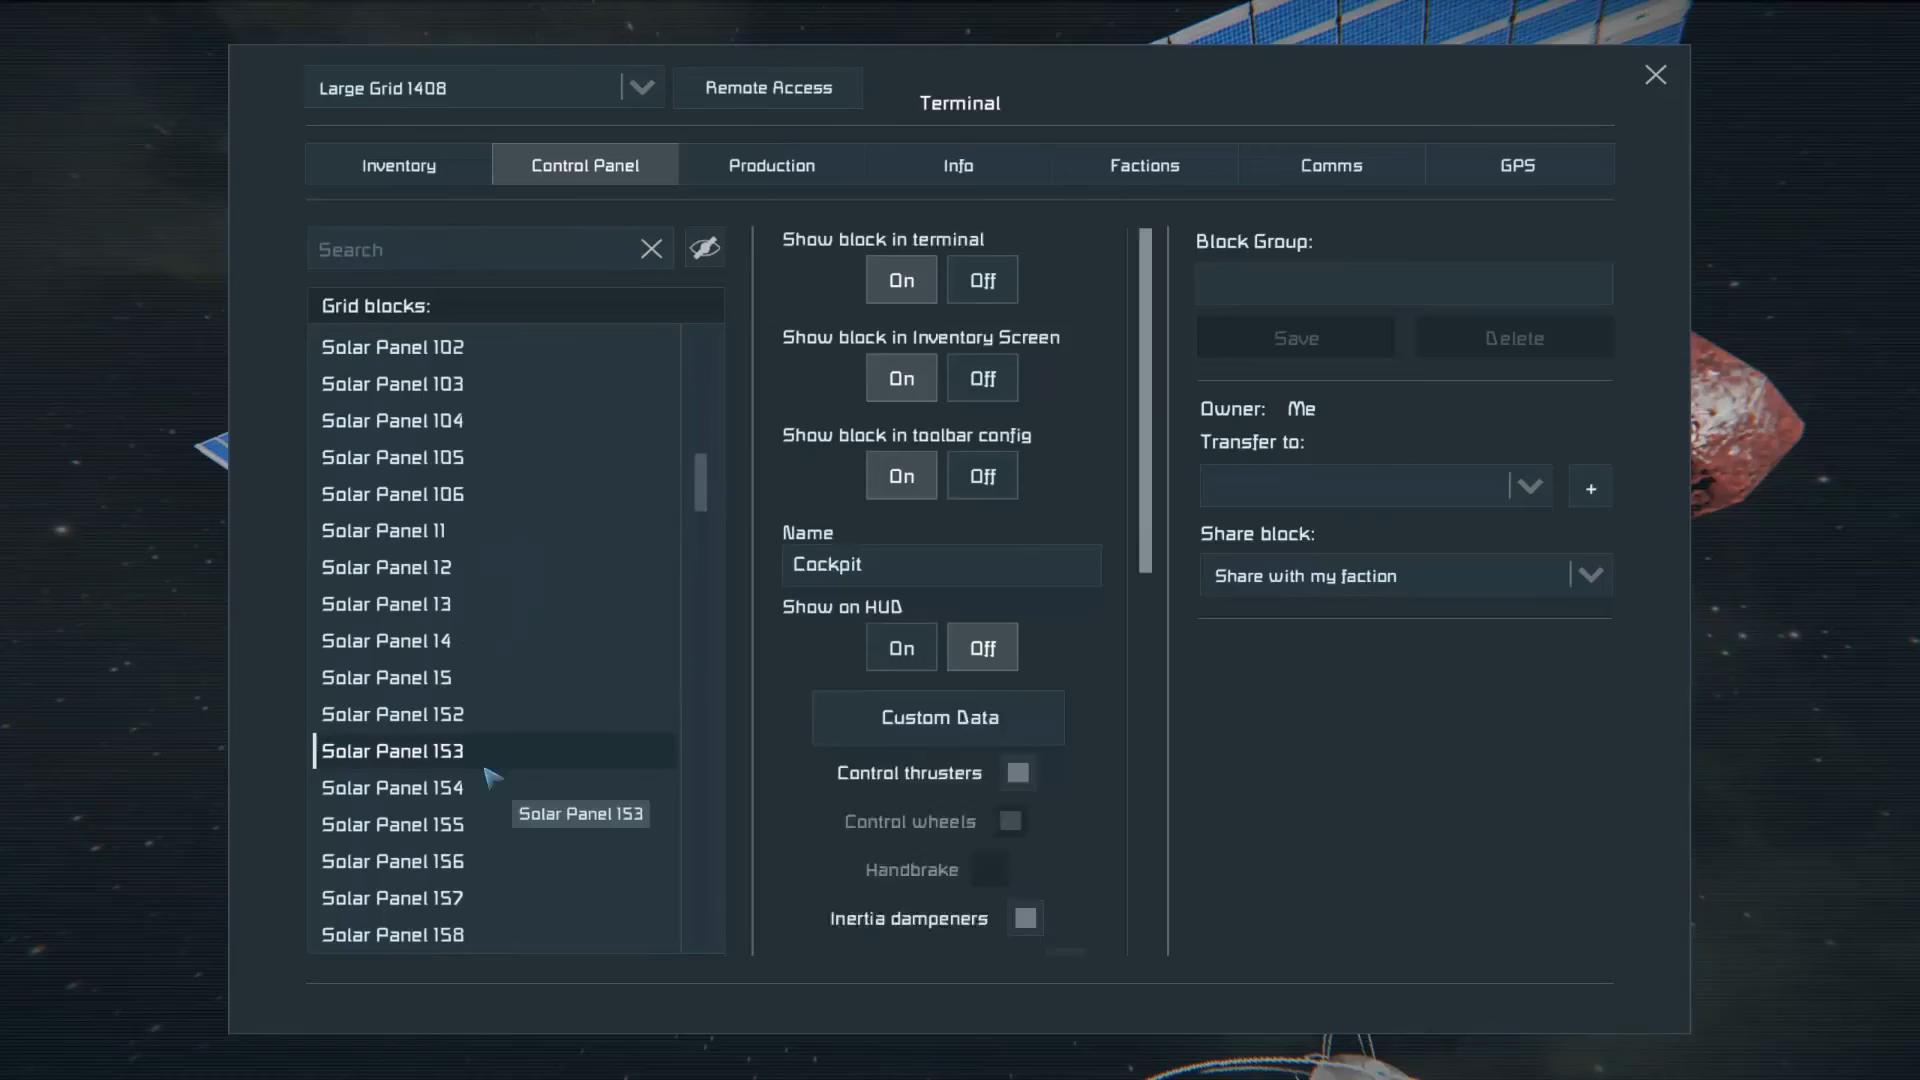 Large Grid 1408
Remote Access
Terminal
Inventory
Control Panel
Production
Info
Factions
Comms
GPS
Search
Grid blocks:
Solar Panel 102
Solar Panel 103
Solar Panel 104
Solar Panel 105
Solar Panel 106
Solar Panel 11
Solar Panel 12
Solar Panel 13
Solar Panel 14
Solar Panel 15
Solar Panel 152
Solar Panel 153
Solar Panel 154
Solar Panel 153
Solar Panel 155
Solar Panel 156
Solar Panel 157
Solar Panel 158
Show block in terminal
On Off
Show block in Inventory Screen
On Off
Show block in toolbar config
On Off
Name
Cockpit
Show on HUD
On Off
Custom Data
Control thrusters
Control wheels
Handbrake
Inertia dampeners
Block Group:
Save Delete
Owner: Me
Transfer to:
+
Share block:
Share with my faction